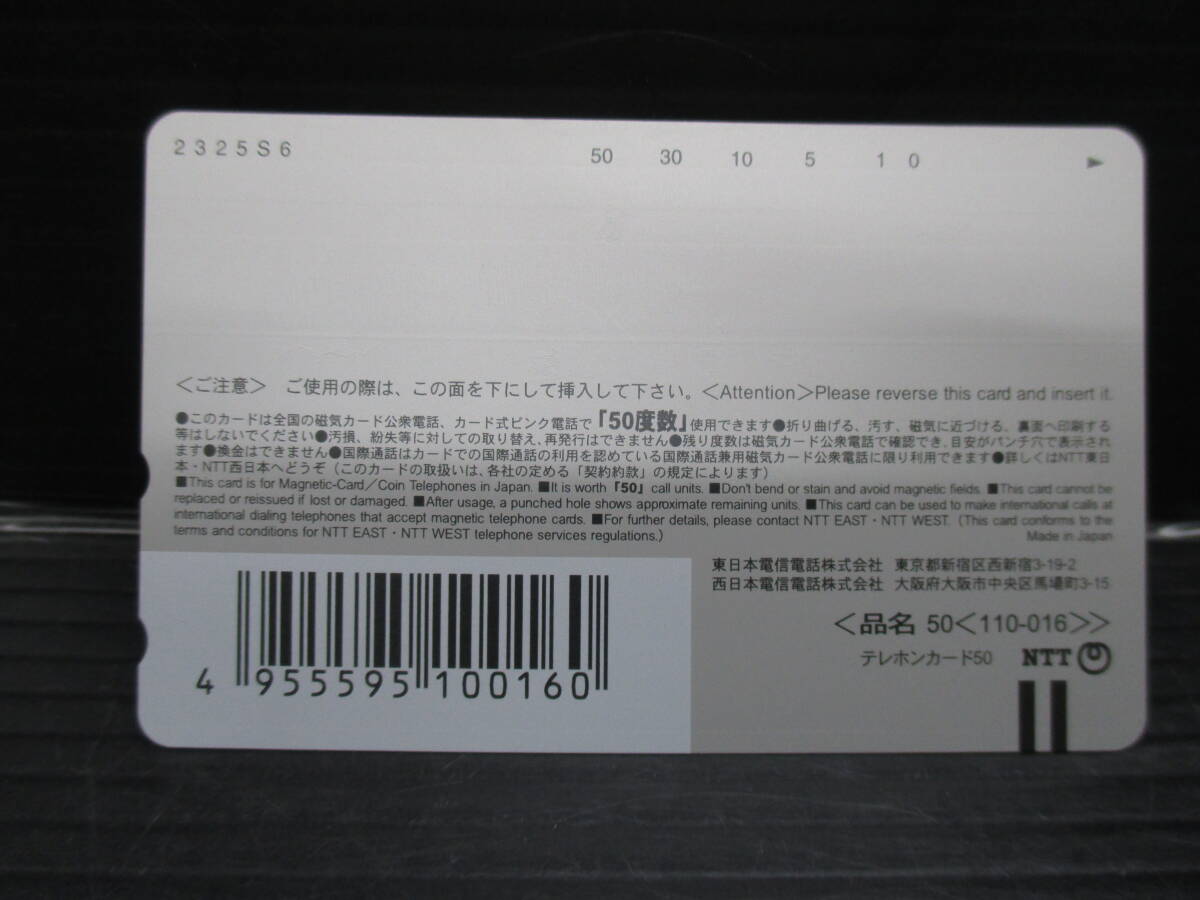 2325S6 50 30 10 5 1 0 ▶
＜ご注意＞ ご使用の際は、この面を下にして挿入して下さい。＜Attention＞Please reverse this card and insert it.
●このカードは全国の磁気カード公衆電話、カード式ピンク電話で「50度数」使用できます●折り曲げる、汚す、磁気に近づける、裏面へ印刷する
等はしないでください●汚損、紛失等に対しての取り替え、再発行はできません●残り度数は磁気カード公衆電話で確認でき、目安がパンチ穴で表示され
ます●換金はできません●国際通話はカードでの国際通話の利用を認めている国際通話兼用磁気カード公衆電話に限り利用できます●詳しくはNTT東日
本・NTT西日本へどうぞ（このカードの取扱いは、各社の定める「契約約款」の規定によります）
■This card is for Magnetic-Card／Coin Telephones in Japan. ■It is worth「50」call units. ■Don't bend or stain and avoid magnetic fields. ■This card cannot be
replaced or reissued if lost or damaged. ■After usage, a punched hole shows approximate remaining units. ■This card can be used to make international calls at
international dialing telephones that accept magnetic telephone cards. ■For further details, please contact NTT EAST・NTT WEST. (This card conforms to the
terms and conditions for NTT EAST・NTT WEST telephone services regulations.) Made in Japan
東日本電信電話株式会社 東京都新宿区西新宿3-19-2
西日本電信電話株式会社 大阪府大阪市中央区馬場町3-15
＜品名 50＜110-016＞＞
テレホンカード50 NTT
4 955595 100160